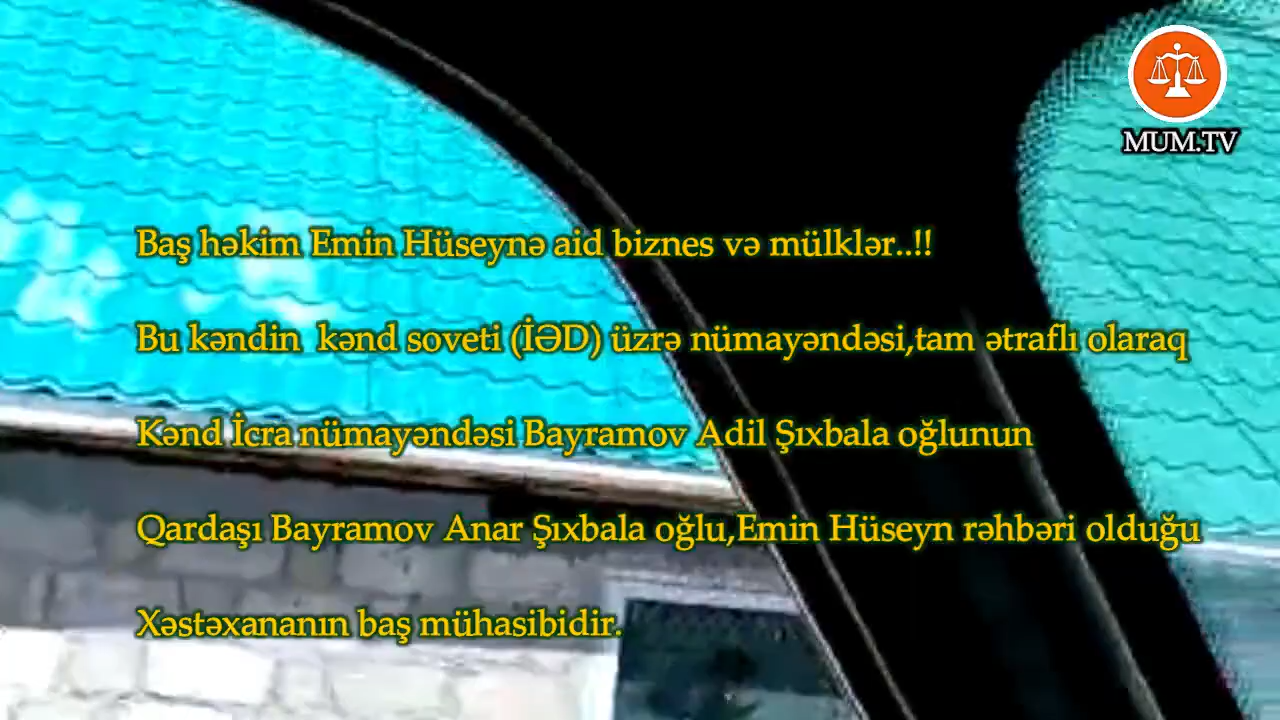 MUM.TV
Baş həkim Emin Hüseynə aid biznes və mülklər..!!
Bu kəndin  kənd soveti (İƏD) üzrə nümayəndəsi,tam ətraflı olaraq
Kənd İcra nümayəndəsi Bayramov Adil Şıxbala oğlunun
Qardaşı Bayramov Anar Şıxbala oğlu,Emin Hüseyn rəhbəri olduğu
Xəstəxananın baş mühasibidir.